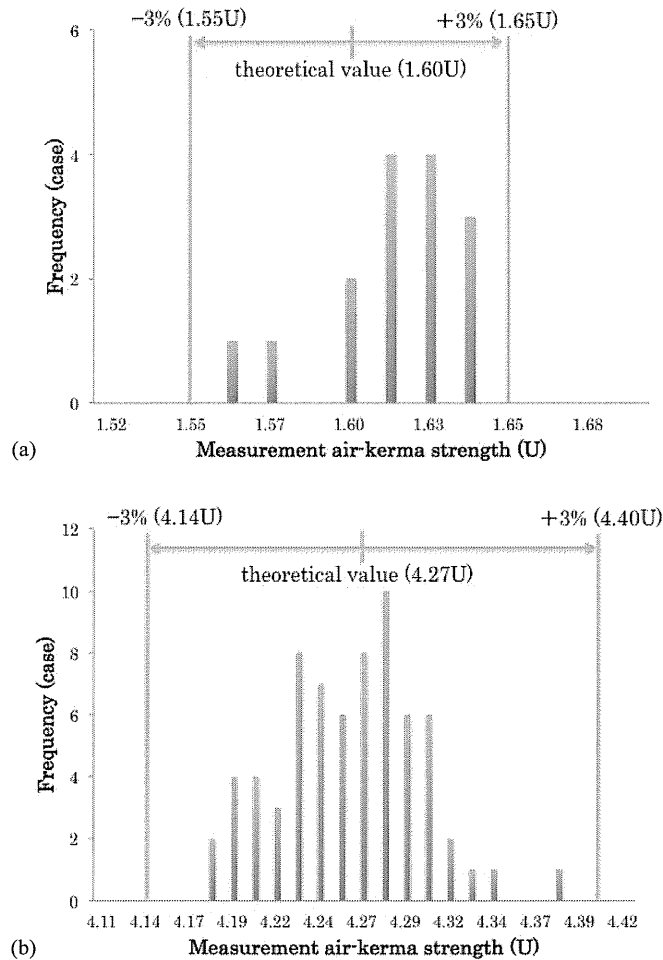 −3% (1.55U)
+3% (1.65U)
theoretical value (1.60U)
Frequency (case)
6
4
2
0
1.52 1.55 1.57 1.60 1.63 1.65 1.68
Measurement air-kerma strength (U)
(a)
−3% (4.14U)
+3% (4.40U)
theoretical value (4.27U)
Frequency (case)
12
10
8
6
4
2
0
4.11 4.14 4.17 4.19 4.22 4.24 4.27 4.29 4.32 4.34 4.37 4.39 4.42
Measurement air-kerma strength (U)
(b)